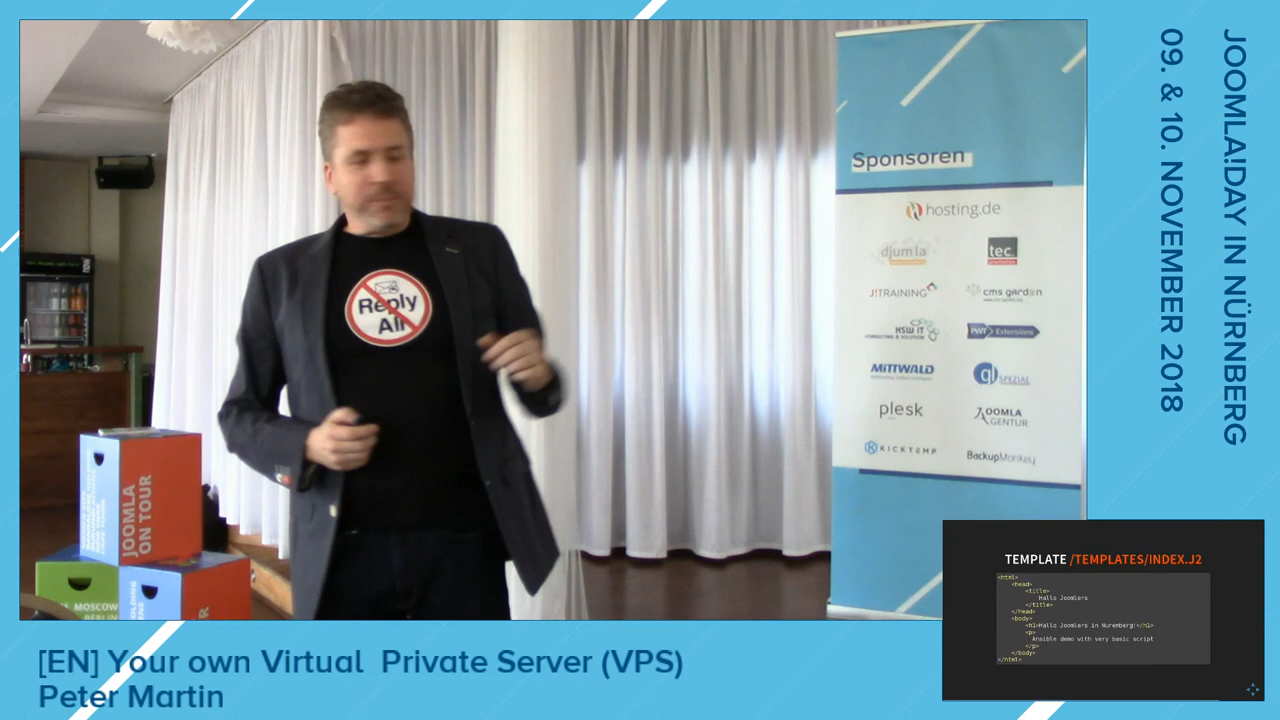 JOOMLA!DAY IN NÜRNBERG
09. & 10. NOVEMBER 2018
Reply
All
Sponsoren
hosting.de
djumla
tec.
J!TRAINING
cms garden
HSW IT
CONSULTING & SOLUTION
PWT Extensions
MITTWALD
SPEZIAL
plesk
JOOMLA
AGENTUR
KICKTEMP
BackupMonkey
JOOMLA
ON TOUR
MOSCOW
BERLIN
TEMPLATE /TEMPLATES/INDEX.J2
<html>
<head>
<title>
Hallo Joomlers
</title>
</head>
<body>
<h1>Hallo Joomlers in Nuremberg!</h1>
<p>
Ansible demo with very basic script
</p>
</body>
</html>
[EN] Your own Virtual Private Server (VPS)
Peter Martin